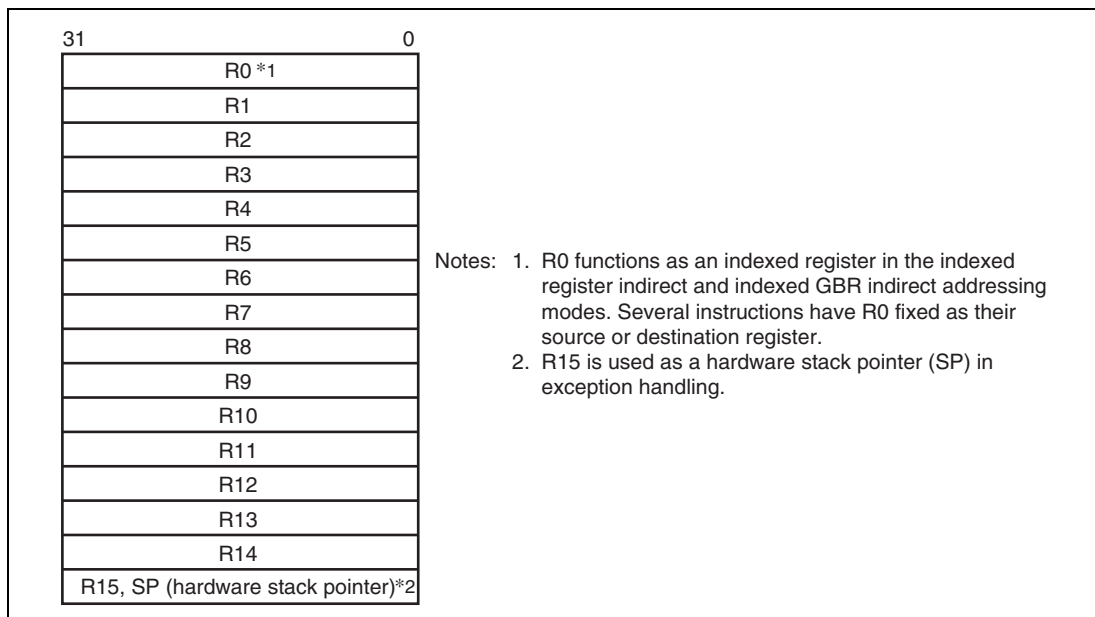 31 0
R0 *1
R1
R2
R3
R4
R5
R6
R7
R8
R9
R10
R11
R12
R13
R14
R15, SP (hardware stack pointer)*2
Notes: 1. R0 functions as an indexed register in the indexed
register indirect and indexed GBR indirect addressing
modes. Several instructions have R0 fixed as their
source or destination register.
2. R15 is used as a hardware stack pointer (SP) in
exception handling.